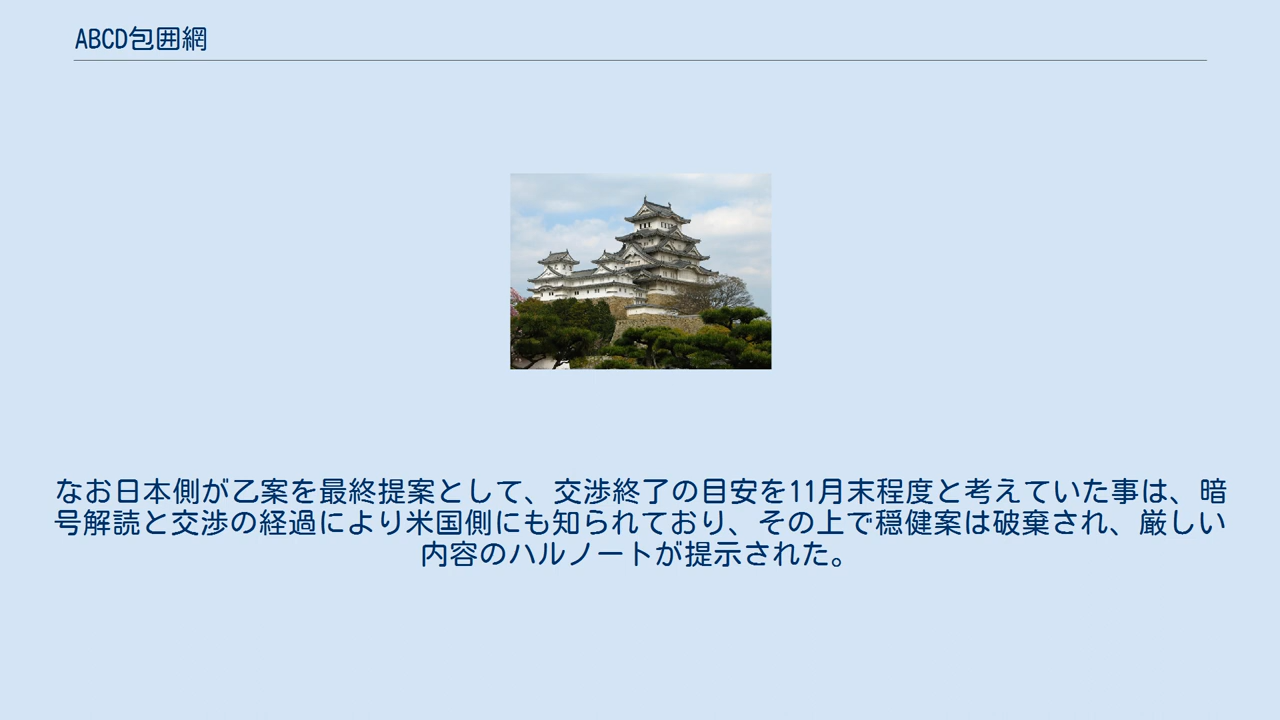 ABCD包囲網
なお日本側が乙案を最終提案として、交渉終了の目安を11月末程度と考えていた事は、暗
号解読と交渉の経過により米国側にも知られており、その上で穏健案は破棄され、厳しい
内容のハルノートが提示された。